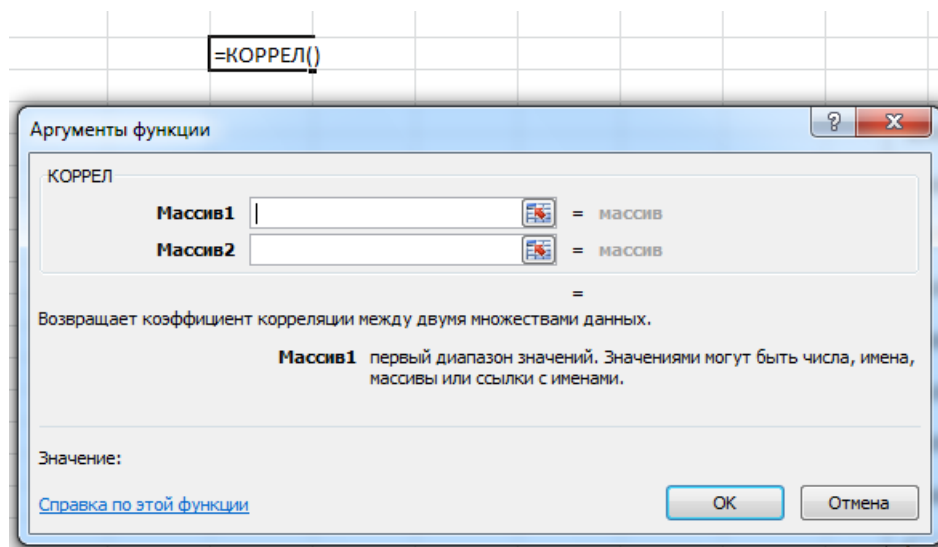 =КОРРЕЛ()
Аргументы функции
КОРРЕЛ
Массив1 = массив
Массив2 = массив
=
Возвращает коэффициент корреляции между двумя множествами данных.
Массив1 первый диапазон значений. Значениями могут быть числа, имена,
массивы или ссылки с именами.
Значение:
Справка по этой функции OK Отмена